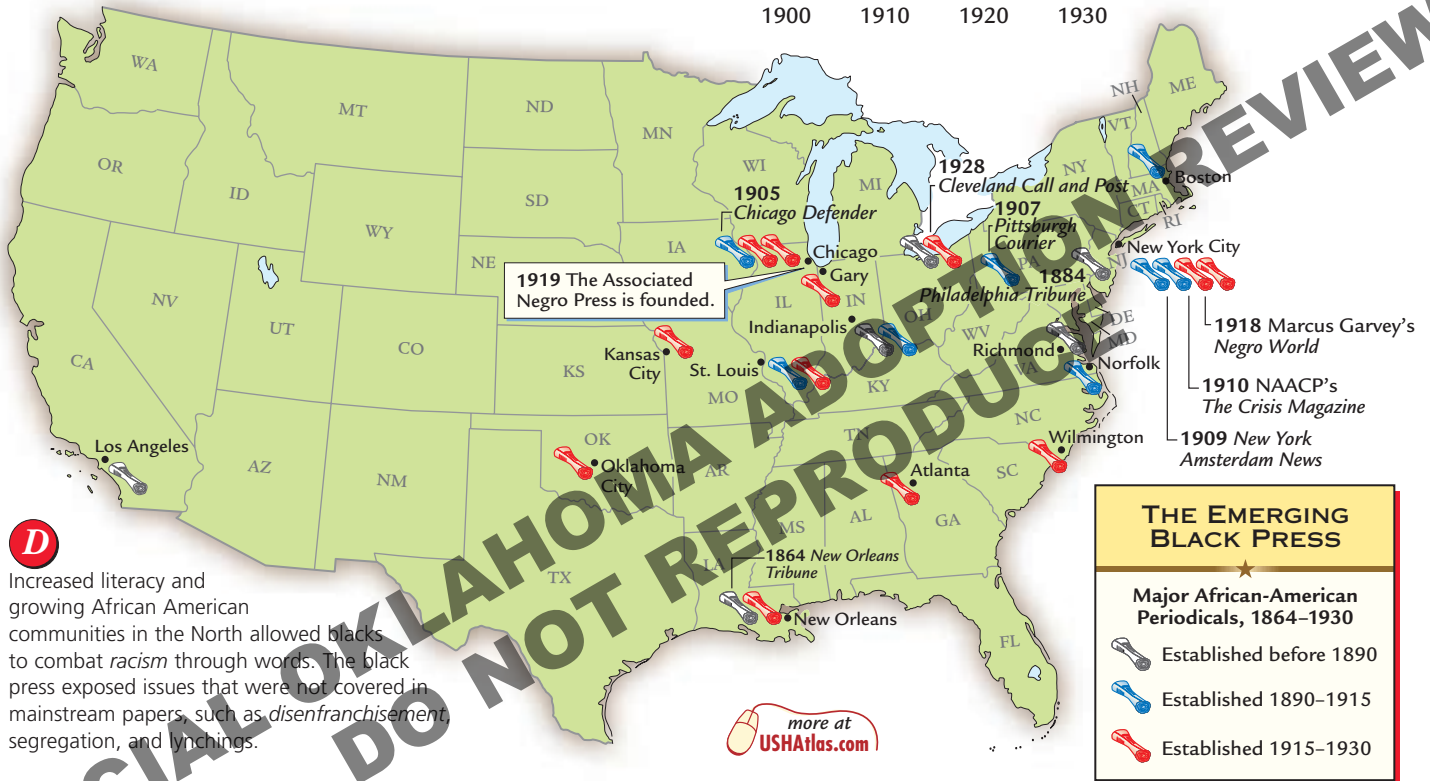 1900 1910 1920 1930
WA
MT
ND
MN
OR
ID
SD
WI
MI
NY
VT
NH
ME
MA
CT
RI
NJ
PA
WY
NE
IA
NV
UT
CO
KS
CA
AZ
NM
OK
TX
MO
AR
LA
IL
IN
OH
WV
VA
KY
TN
NC
SC
MS
AL
GA
FL
DE
MD
1905
Chicago Defender
1928
Cleveland Call and Post
1907
Pittsburgh
Courier
1884
Philadelphia Tribune
Boston
New York City
Chicago
Gary
1919 The Associated
Negro Press is founded.
Indianapolis
Kansas
City
St. Louis
Richmond
Norfolk
1918 Marcus Garvey's
Negro World
1910 NAACP's
The Crisis Magazine
1909 New York
Amsterdam News
Los Angeles
Oklahoma
City
Wilmington
Atlanta
1864 New Orleans
Tribune
New Orleans
D
Increased literacy and
growing African American
communities in the North allowed blacks
to combat racism through words. The black
press exposed issues that were not covered in
mainstream papers, such as disenfranchisement,
segregation, and lynchings.
more at
USHAtlas.com
THE EMERGING
BLACK PRESS
Major African-American
Periodicals, 1864–1930
Established before 1890
Established 1890–1915
Established 1915–1930
CIAL OKLAHOMA ADOPTION REVIEW
DO NOT REPRODUCE